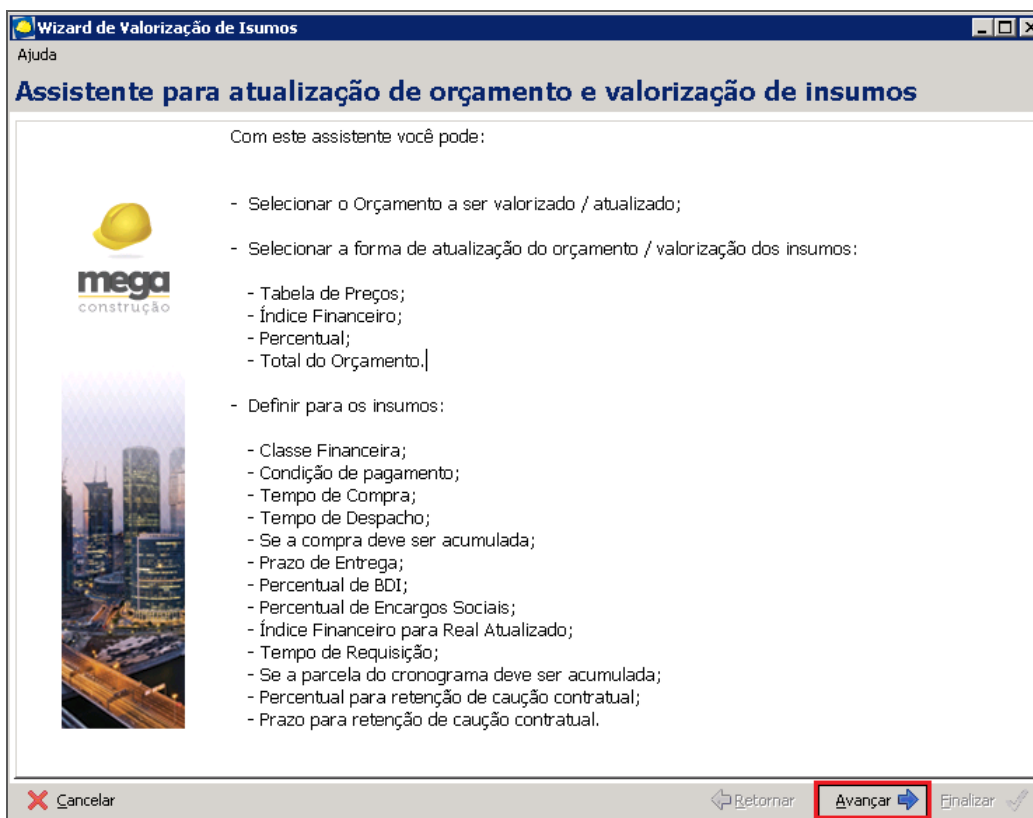 Wizard de Valorização de Isumos
Ajuda
Assistente para atualização de orçamento e valorização de insumos
Com este assistente você pode:
- Selecionar o Orçamento a ser valorizado / atualizado;
- Selecionar a forma de atualização do orçamento / valorização dos insumos:
- Tabela de Preços;
- Índice Financeiro;
- Percentual;
- Total do Orçamento.
- Definir para os insumos:
- Classe Financeira;
- Condição de pagamento;
- Tempo de Compra;
- Tempo de Despacho;
- Se a compra deve ser acumulada;
- Prazo de Entrega;
- Percentual de BDI;
- Percentual de Encargos Sociais;
- Índice Financeiro para Real Atualizado;
- Tempo de Requisição;
- Se a parcela do cronograma deve ser acumulada;
- Percentual para retenção de caução contratual;
- Prazo para retenção de caução contratual.
mega
construção
Cancelar Retornar Avançar Finalizar